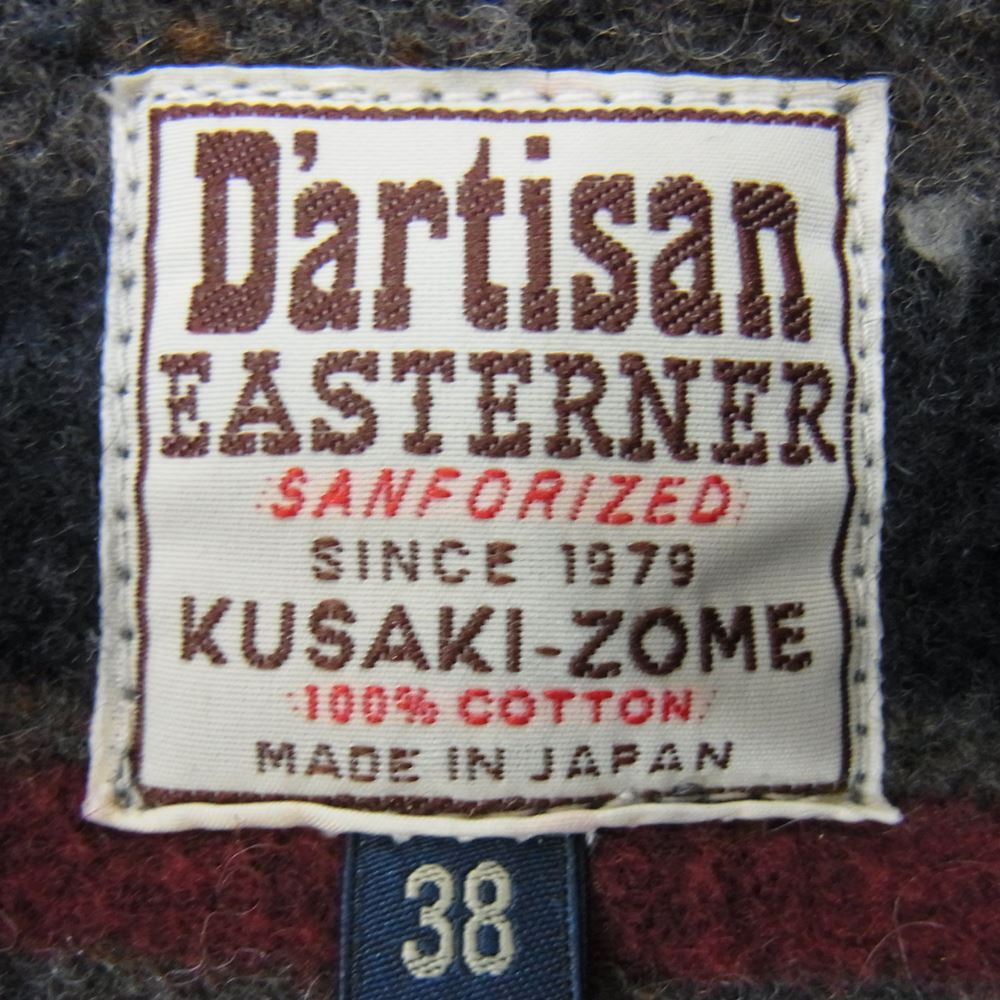 D'artisan
EASTERNER
SANFORIZED
SINCE 1979
KUSAKI-ZOME
100% COTTON
MADE IN JAPAN
38